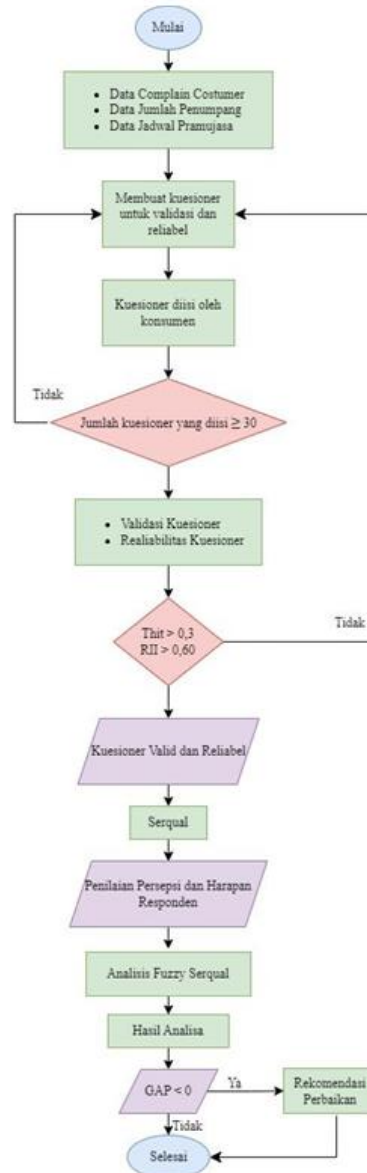 Mulai
• Data Complain Costumer
• Data Jumlah Penumpang
• Data Jadwal Pramujasa
Membuat kuesioner
untuk validasi dan
reliabel
Kuesioner diisi oleh
konsumen
Tidak
Jumlah kuesioner yang diisi ≥ 30
• Validasi Kuesioner
• Realiabilitas Kuesioner
Thit > 0,3
RII > 0,60
Tidak
Kuesioner Valid dan Reliabel
Serqual
Penilaian Persepsi dan Harapan
Responden
Analisis Fuzzy Serqual
Hasil Analisa
GAP < 0
Ya
Rekomendasi
Perbaikan
Tidak
Selesai